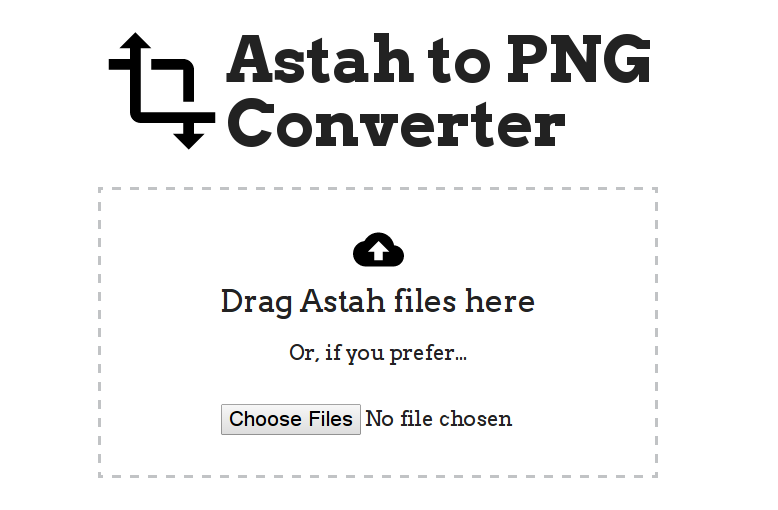 Astah to PNG
Converter
Drag Astah files here
Or, if you prefer...
Choose Files No file chosen